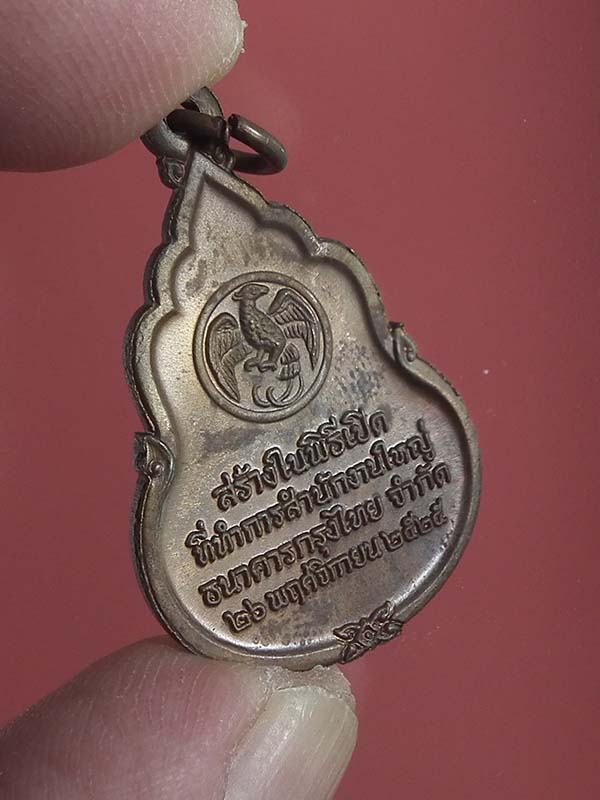 สร้างในพิธีเปิด
ที่ทำการสำนักงานใหญ่
ธนาคารกรุงไทย จำกัด
๒๖ พฤศจิกายน ๒๕๒๕